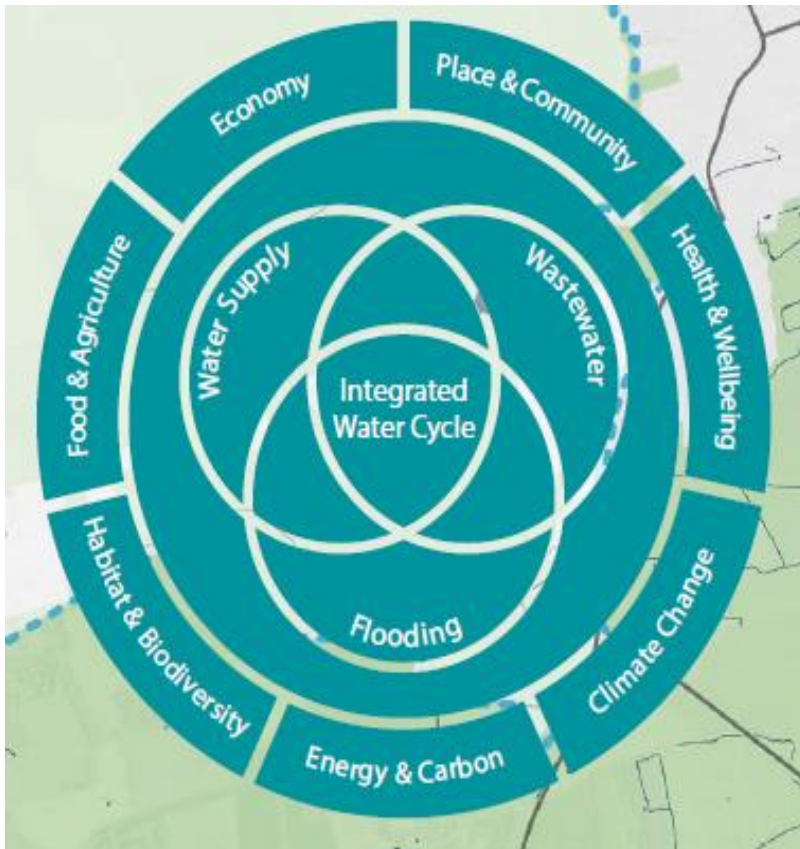 Economy
Place & Community
Health & Wellbeing
Climate Change
Energy & Carbon
Habitat & Biodiversity
Food & Agriculture
Water Supply
Wastewater
Flooding
Integrated
Water Cycle